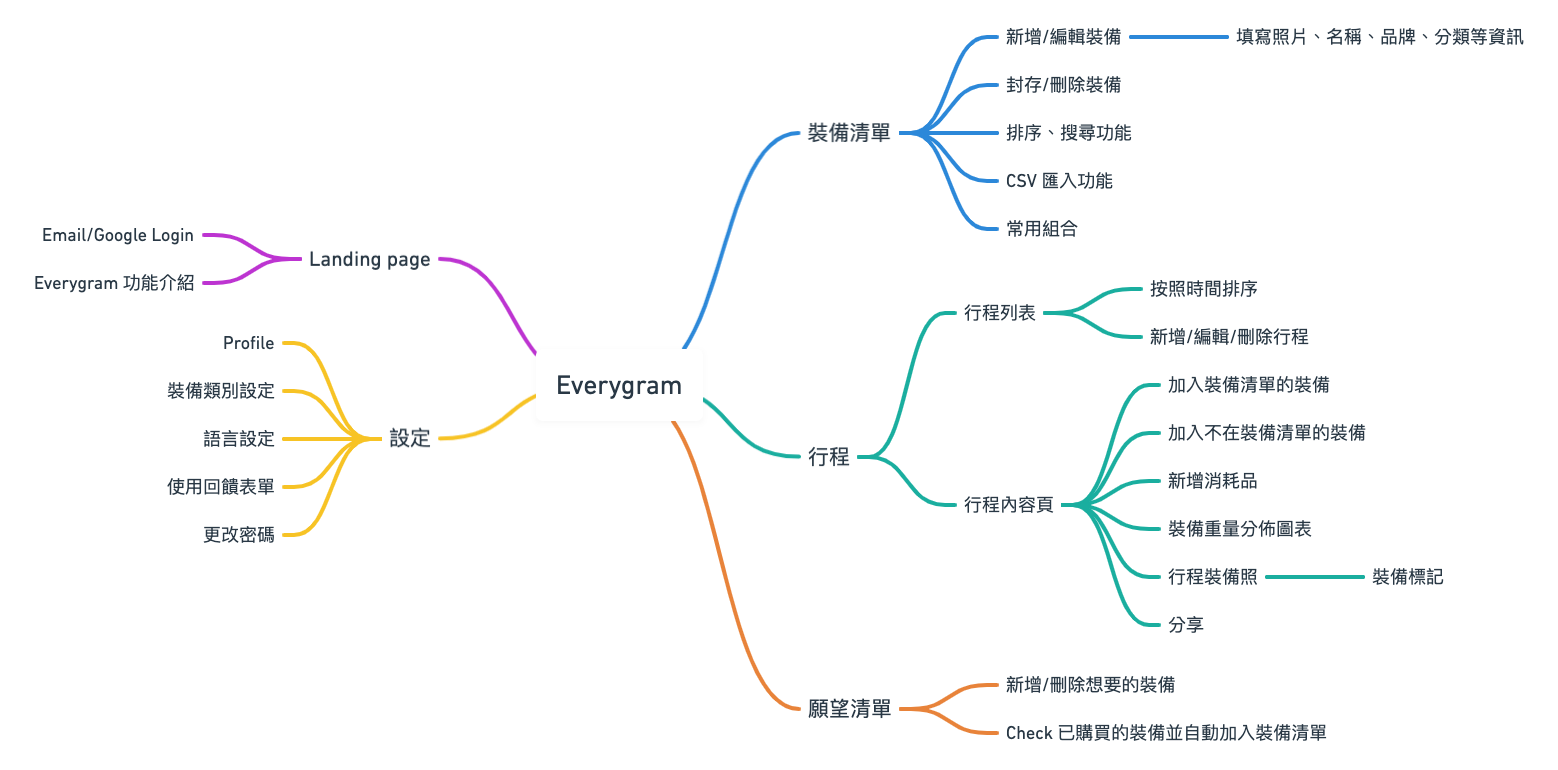 Everygram
Landing page
Email/Google Login
Everygram 功能介紹
設定
Profile
裝備類別設定
語言設定
使用回饋表單
更改密碼
裝備清單
新增/編輯裝備
填寫照片、名稱、品牌、分類等資訊
封存/刪除裝備
排序、搜尋功能
CSV 匯入功能
常用組合
行程
行程列表
按照時間排序
新增/編輯/刪除行程
行程內容頁
加入裝備清單的裝備
加入不在裝備清單的裝備
新增消耗品
裝備重量分佈圖表
行程裝備照
裝備標記
分享
願望清單
新增/刪除想要的裝備
Check 已購買的裝備並自動加入裝備清單